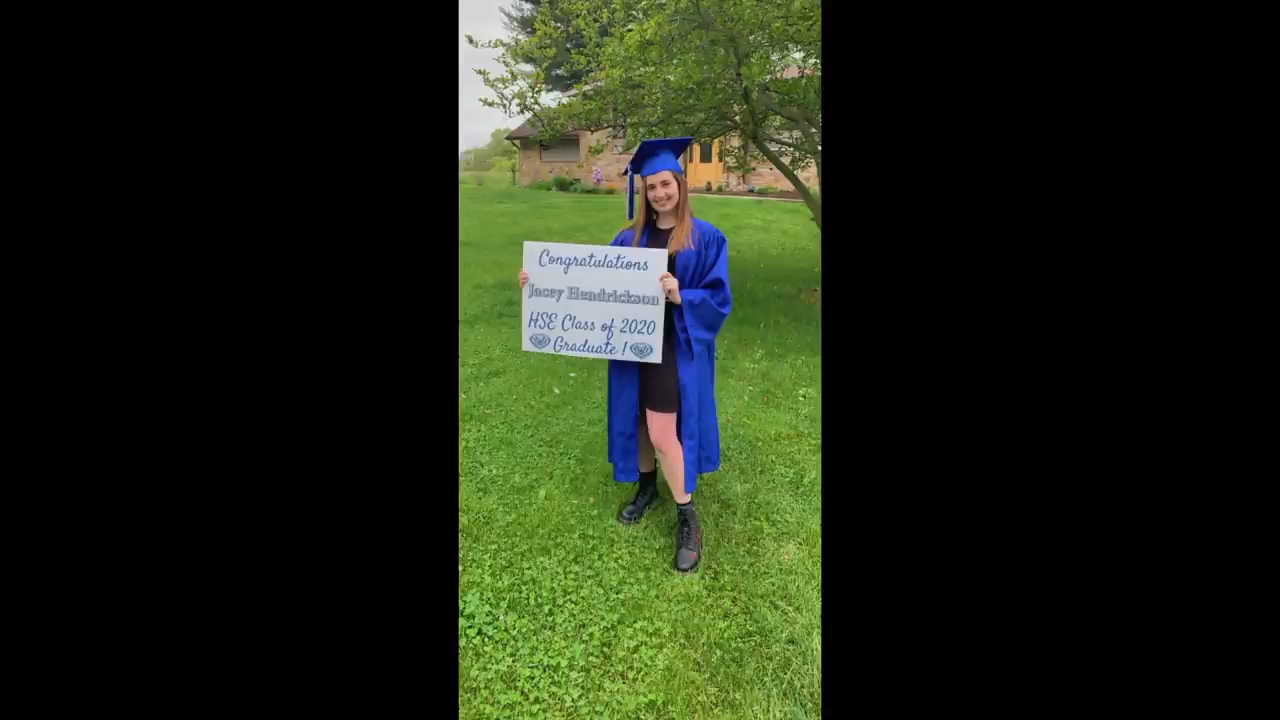 Congratulations
Jacey Hendrickson
HSE Class of 2020
Graduate !